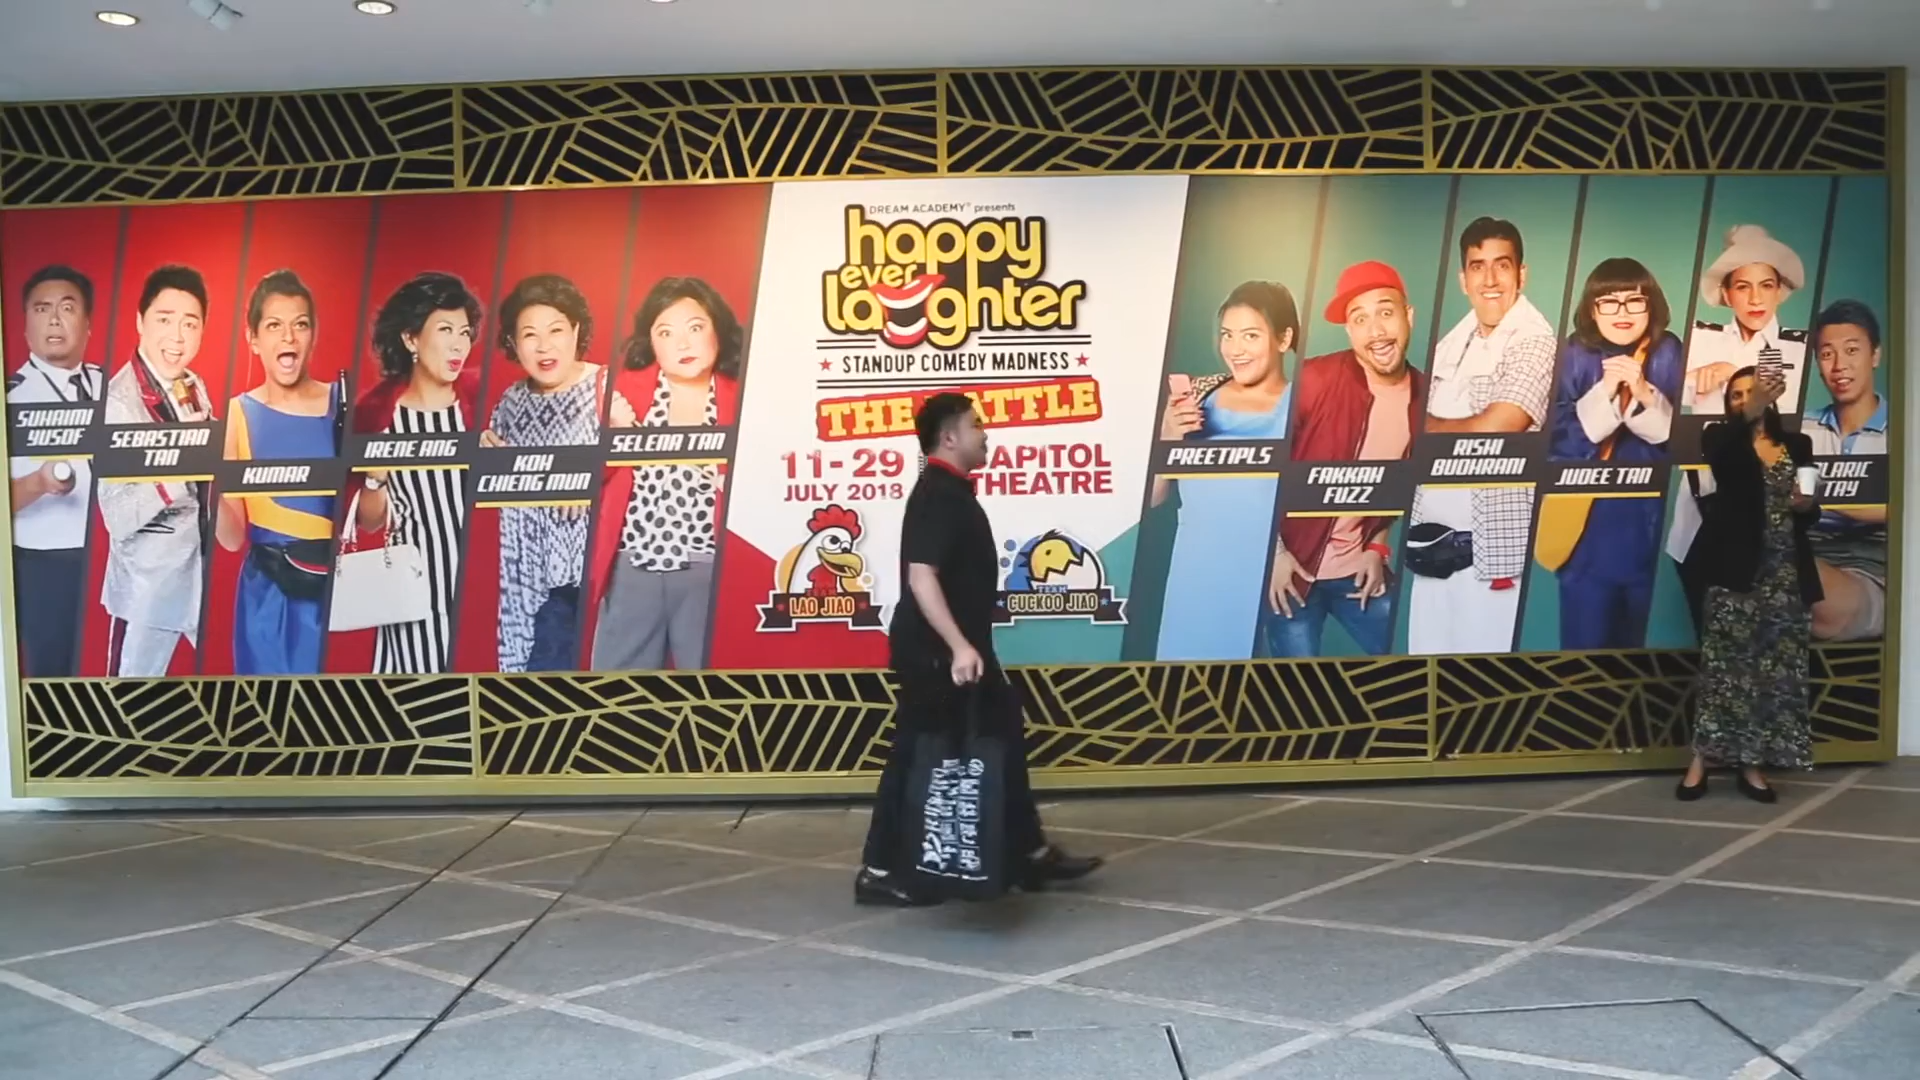 DREAM ACADEMY® presents
happy
ever
laughter
STANDUP COMEDY MADNESS
THE
11-29
JULY 2018
THEATRE
TEAM
LAO JIAO
TEAM
CUCKOO JIAO
SUHAIMI
YUSOF
SEBASTIAN
TAN
KUMAR
IRENE ANG
KOH
CHIENG MUN
SELENA TAN
PREETIPLS
FAKKAH
FUZZ
RISHI
BUDHRANI
JUDEE TAN
TAY